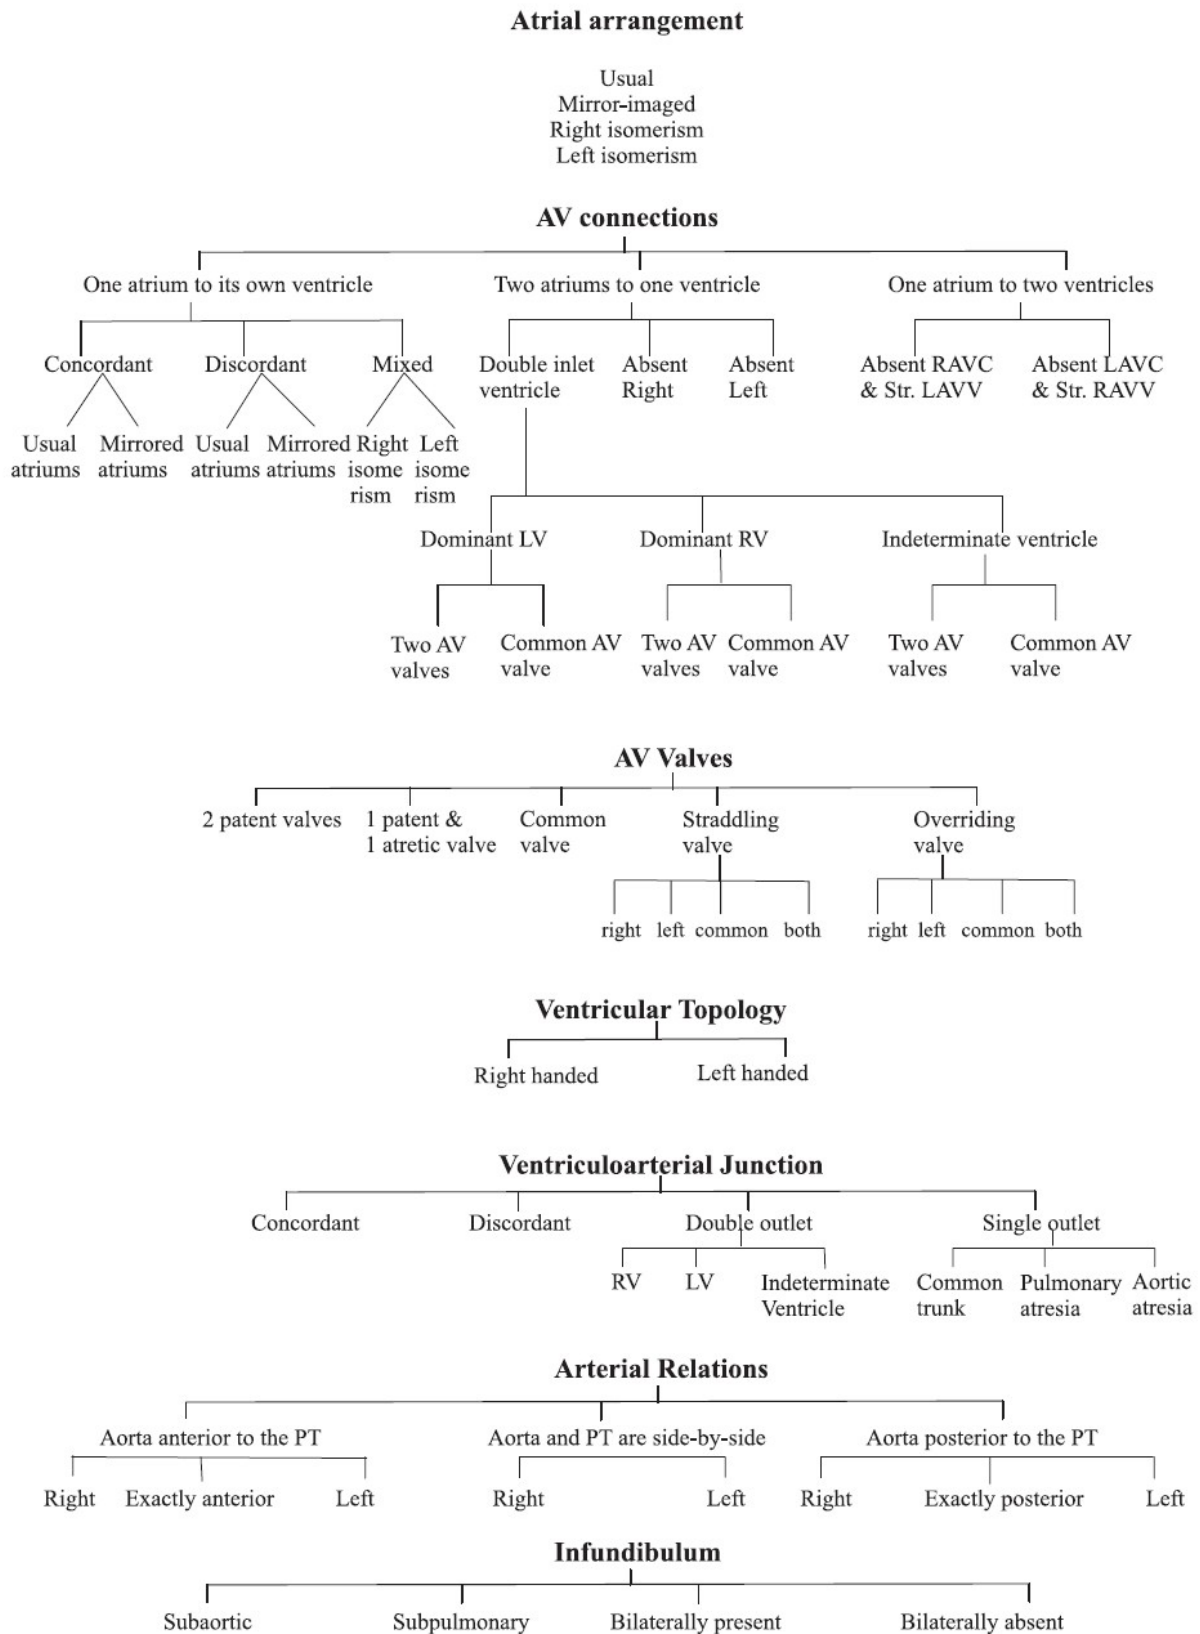 Atrial arrangement
Usual
Mirror-imaged
Right isomerism
Left isomerism
AV connections
One atrium to its own ventricle
Two atriums to one ventricle
One atrium to two ventricles
Concordant
Discordant
Mixed
Double inlet
ventricle
Absent
Right
Absent
Left
Absent RAVC
& Str. LAVV
Absent LAVC
& Str. RAVV
Usual
atriums
Mirrored
atriums
Usual
atriums
Mirrored
atriums
Right
isome
rism
Left
isome
rism
Dominant LV
Dominant RV
Indeterminate ventricle
Two AV
valves
Common AV
valve
Two AV
valves
Common AV
valve
Two AV
valves
Common AV
valve
AV Valves
2 patent valves
1 patent &
1 atretic valve
Common
valve
Straddling
valve
Overriding
valve
right
left
common
both
right
left
common
both
Ventricular Topology
Right handed
Left handed
Ventriculoarterial Junction
Concordant
Discordant
Double outlet
Single outlet
RV
LV
Indeterminate
Ventricle
Common
trunk
Pulmonary
atresia
Aortic
atresia
Arterial Relations
Aorta anterior to the PT
Aorta and PT are side-by-side
Aorta posterior to the PT
Right
Exactly anterior
Left
Right
Left
Right
Exactly posterior
Left
Infundibulum
Subaortic
Subpulmonary
Bilaterally present
Bilaterally absent